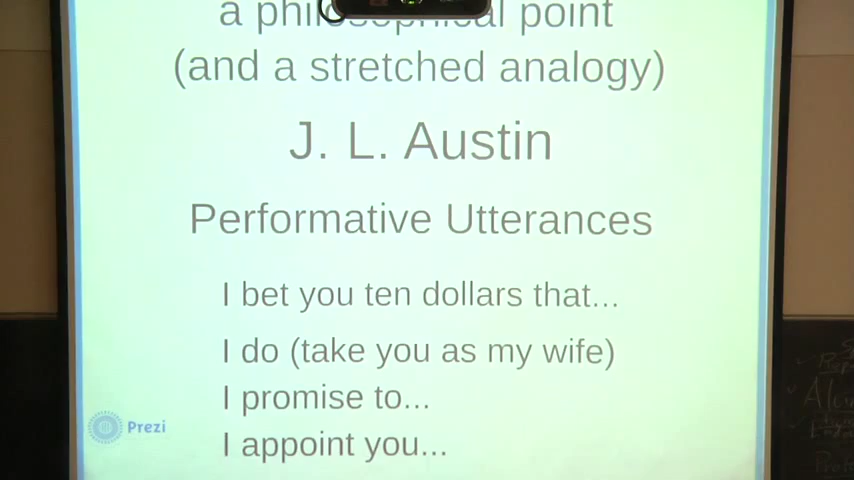 a philosophical point
(and a stretched analogy)
J. L. Austin
Performative Utterances
I bet you ten dollars that...
I do (take you as my wife)
I promise to...
I appoint you...
Prezi